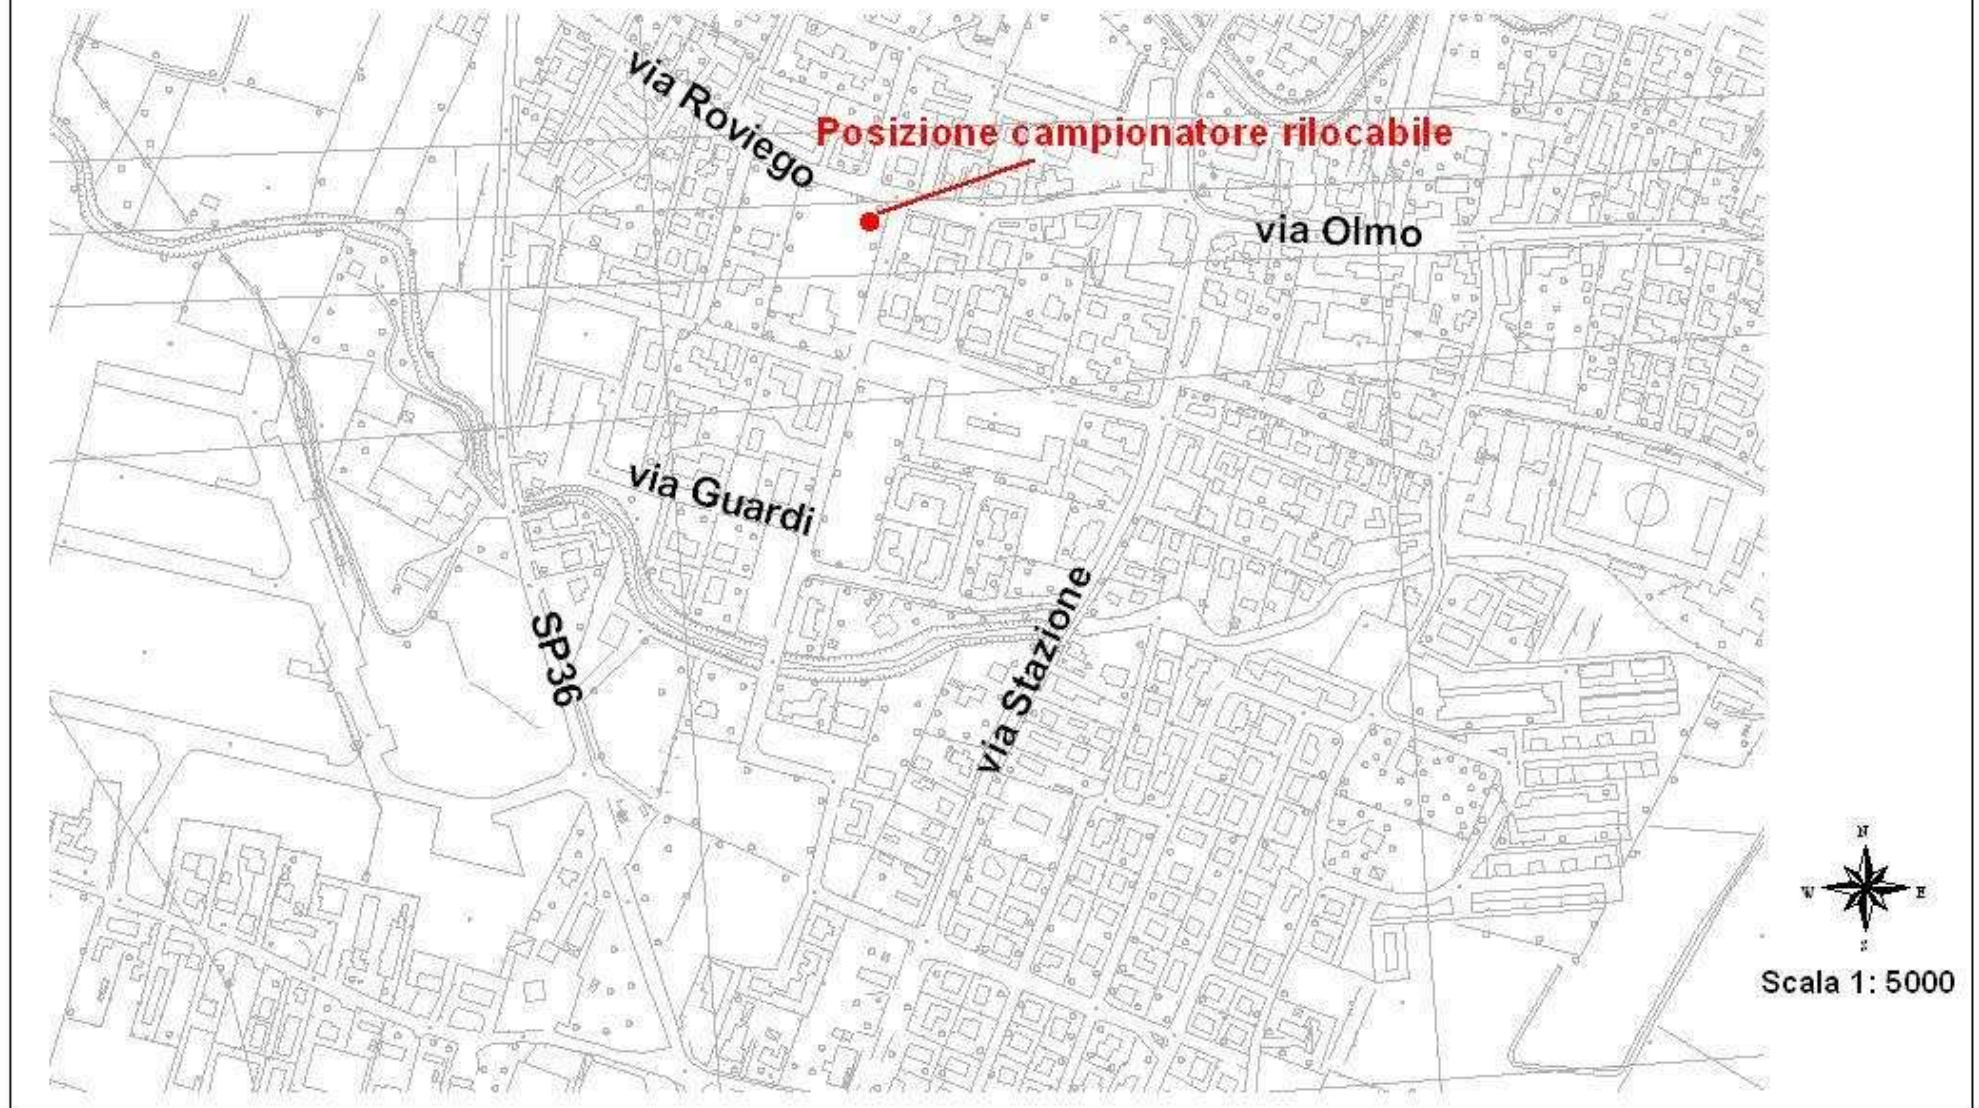 via Roviego
Posizione campionatore rilocabile
via Olmo
via Guardi
SP36
via Stazione
N
W E
S
Scala 1: 5000